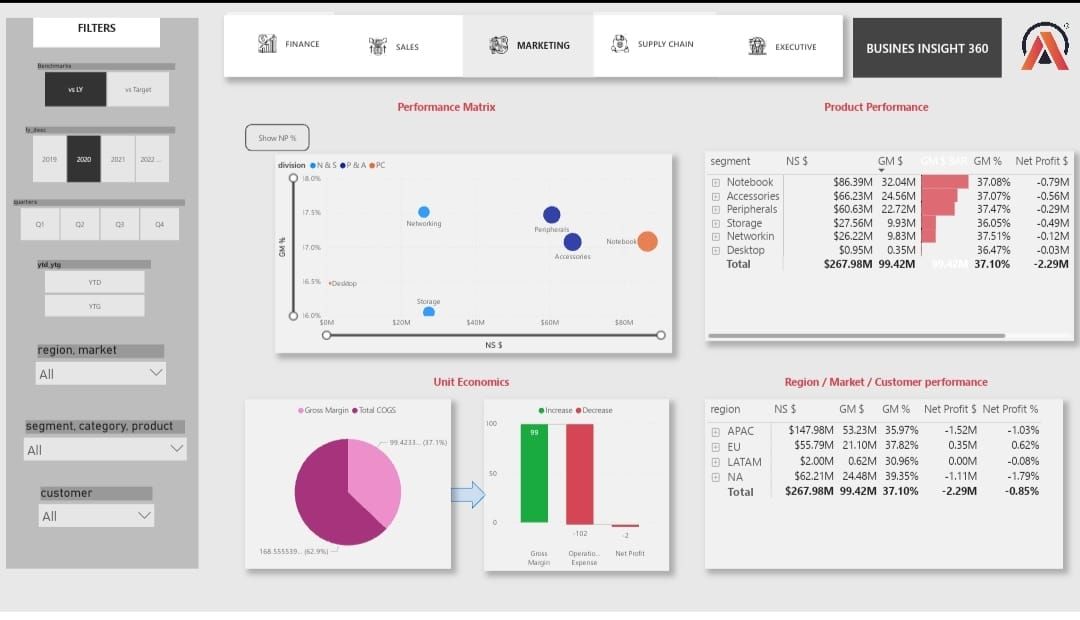 FILTERS
Benchmarks
vs LY
vs Target
fy_desc
2019
2020
2021
2022 ...
quarters
Q1
Q2
Q3
Q4
ytd_ytg
YTD
YTG
region, market
All
segment, category, product
All
customer
All
FINANCE
SALES
MARKETING
SUPPLY CHAIN
EXECUTIVE
BUSINES INSIGHT 360
Performance Matrix
Show NP %
division N & S P & A PC
18.0%
17.5%
17.0%
16.5%
16.0%
GM %
Networking
Peripherals
Accessories
Notebook
Desktop
Storage
$0M $20M $40M $60M $80M
NS $
Product Performance
segment NS $ GM $ GM $ BAR GM % Net Profit $
Notebook $86.39M 32.04M 37.08% -0.79M
Accessories $66.23M 24.56M 37.07% -0.56M
Peripherals $60.63M 22.72M 37.47% -0.29M
Storage $27.56M 9.93M 36.05% -0.49M
Networkin $26.22M 9.83M 37.51% -0.12M
Desktop $0.95M 0.35M 36.47% -0.03M
Total $267.98M 99.42M 99.42M 37.10% -2.29M
Unit Economics
Gross Margin Total COGS
99.4233... (37.1%)
168.555539... (62.9%)
Increase Decrease
100
50
0
99
-102
-2
Gross Margin
Operatio... Expense
Net Profit
Region / Market / Customer performance
region NS $ GM $ GM % Net Profit $ Net Profit %
APAC $147.98M 53.23M 35.97% -1.52M -1.03%
EU $55.79M 21.10M 37.82% 0.35M 0.62%
LATAM $2.00M 0.62M 30.96% 0.00M -0.08%
NA $62.21M 24.48M 39.35% -1.11M -1.79%
Total $267.98M 99.42M 37.10% -2.29M -0.85%